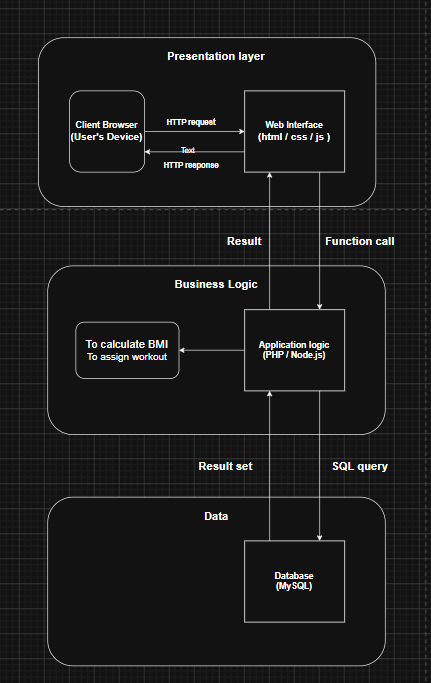 Presentation layer
Client Browser
(User's Device)
HTTP request
Text
HTTP response
Web Interface
(html / css / js )
Result
Function call
Business Logic
To calculate BMI
To assign workout
Application logic
(PHP / Node.js)
Result set
SQL query
Data
Database
(MySQL)